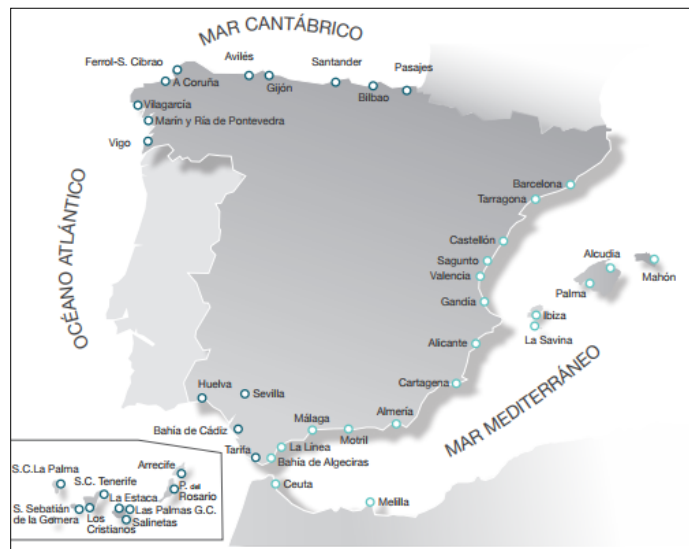 MAR CANTÁBRICO
Ferrol-S. Cibrao
Avilés
Santander
Pasajes
A Coruña
Gijón
Bilbao
Vilagarcía
Marín y Ría de Pontevedra
Vigo
OCÉANO ATLÁNTICO
Barcelona
Tarragona
Castellón
Sagunto
Valencia
Gandía
Alcudia
Mahón
Palma
Ibiza
La Savina
Alicante
Cartagena
MAR MEDITERRÁNEO
Huelva
Sevilla
Bahía de Cádiz
Málaga
Motril
Almería
Tarifa
La Línea
Bahía de Algeciras
Ceuta
Melilla
S.C.La Palma
S.C. Tenerife
Arrecife
La Estaca
P. del
Rosario
S. Sebatián
de la Gomera
Los
Cristianos
Las Palmas G.C.
Salinetas